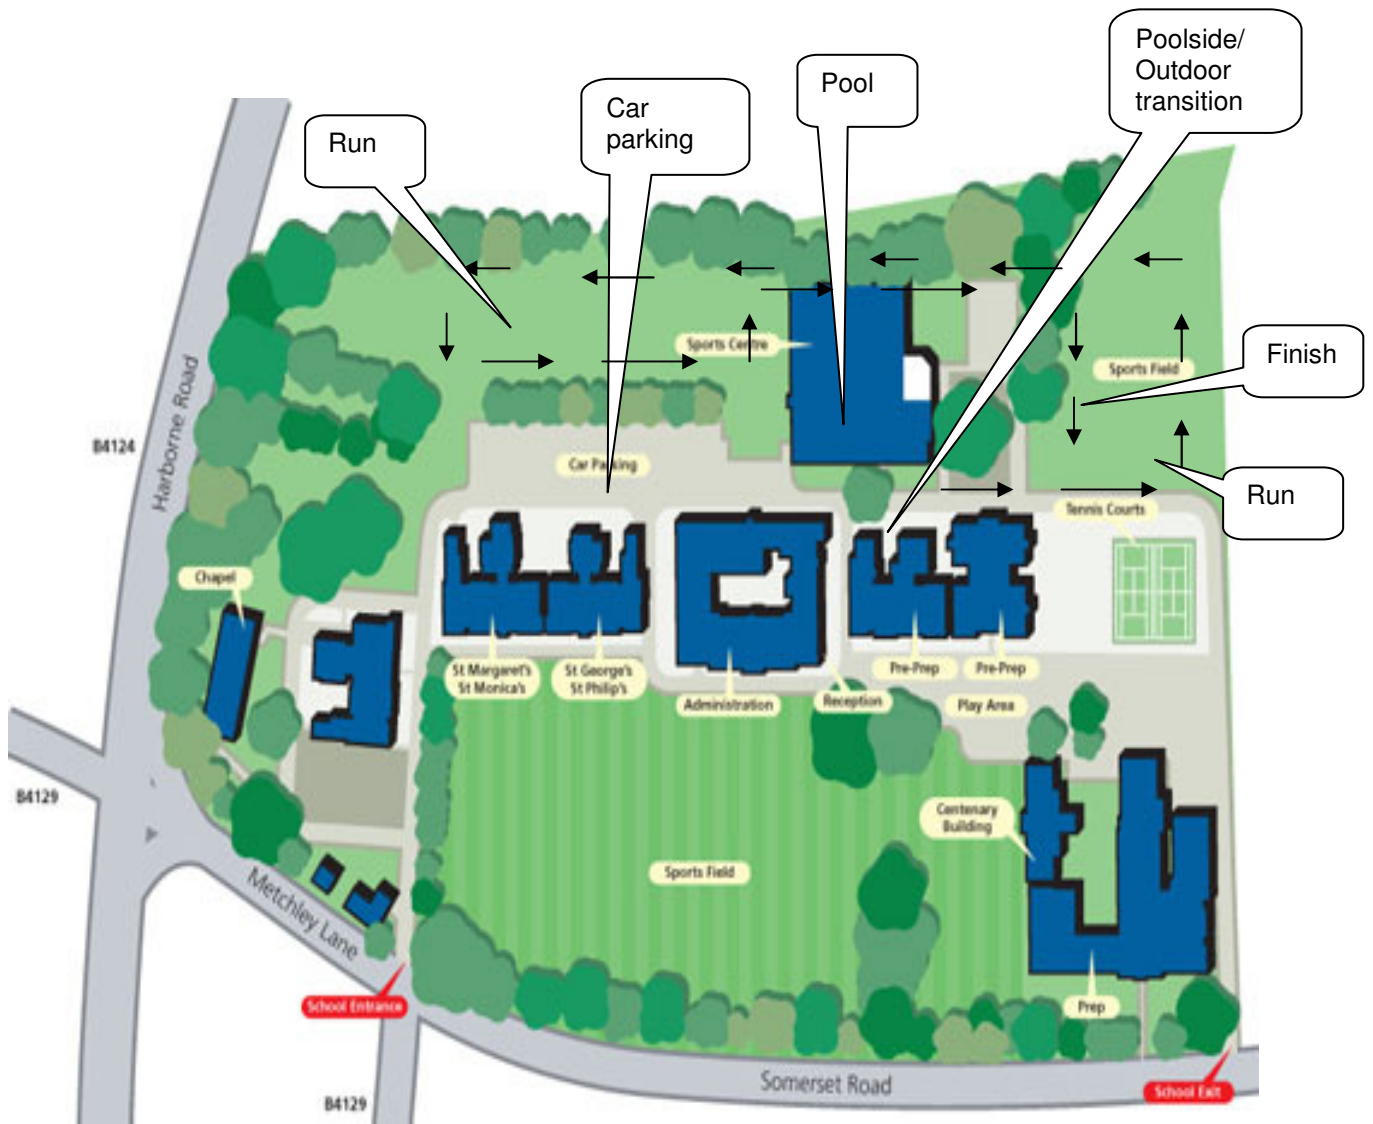 Poolside/
Outdoor
transition
Pool
Car
parking
Run
Sports Centre
Finish
Sports Field
Harborne Road
B4124
Car Parking
Run
Tennis Courts
Chapel
St Margaret's
St Monica's
St George's
St Philip's
Pre-Prep
Pre-Prep
Administration
Reception
Play Area
B4129
Centenary
Building
Sports Field
Metchley Lane
School Entrance
Prep
Somerset Road
School Exit
B4129